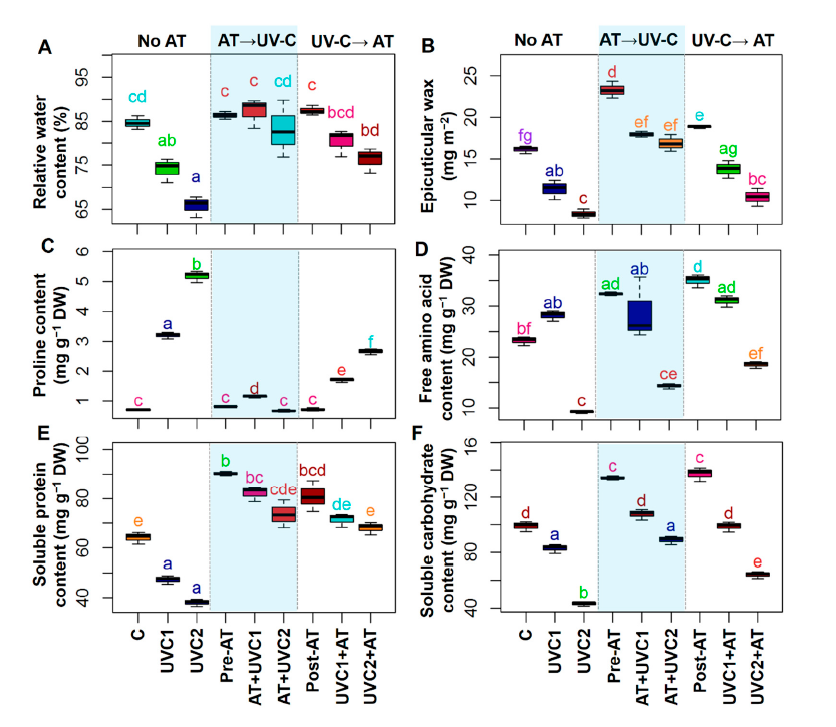 No AT AT→UV-C UV-C→AT
No AT AT→UV-C UV-C→AT
A
Relative water
content (%)
95
85
75
65
cd ab a c c cd c bcd bd
B
Epicuticular wax
(mg m⁻²)
25
20
15
10
fg ab c d ef ef e ag bc
C
Proline content
(mg g⁻¹ DW)
6
5
4
3
2
1
c a b c d c c e f
D
Free amino acid
content (mg g⁻¹ DW)
40
30
20
10
bf ab c ad ab ce d ad ef
E
Soluble protein
content (mg g⁻¹ DW)
100
80
60
40
e a a b bc cde bcd de e
F
Soluble carbohydrate
content (mg g⁻¹ DW)
16
120
80
40
d a b c d a c d e
C UVC1 UVC2 Pre-AT AT+UVC1 AT+UVC2 Post-AT UVC1+AT UVC2+AT
C UVC1 UVC2 Pre-AT AT+UVC1 AT+UVC2 Post-AT UVC1+AT UVC2+AT